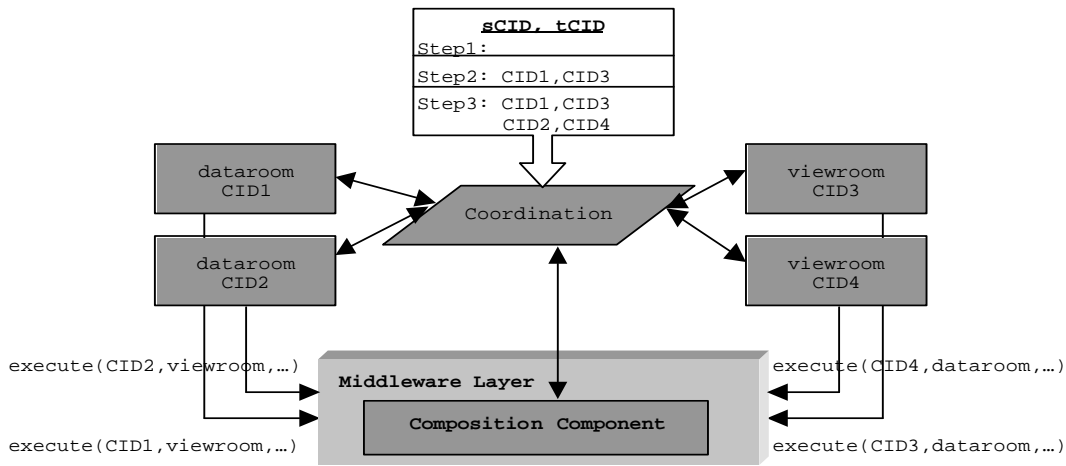 sCID, tCID
Step1:
Step2: CID1,CID3
Step3: CID1,CID3
CID2,CID4
dataroom
CID1
viewroom
CID3
Coordination
dataroom
CID2
viewroom
CID4
execute(CID2,viewroom,…)
execute(CID4,dataroom,…)
Middleware Layer
Composition Component
execute(CID1,viewroom,…)
execute(CID3,dataroom,…)